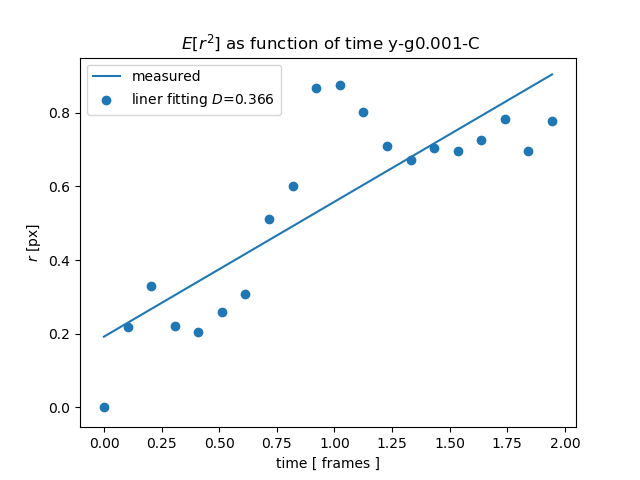 E[r²] as function of time y-g0.001-C
measured
liner fitting D=0.366
0.8
0.6
0.4
0.2
0.0
r [px]
0.00 0.25 0.50 0.75 1.00 1.25 1.50 1.75 2.00
time [ frames ]